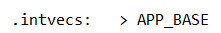 .intvecs:   > APP_BASE